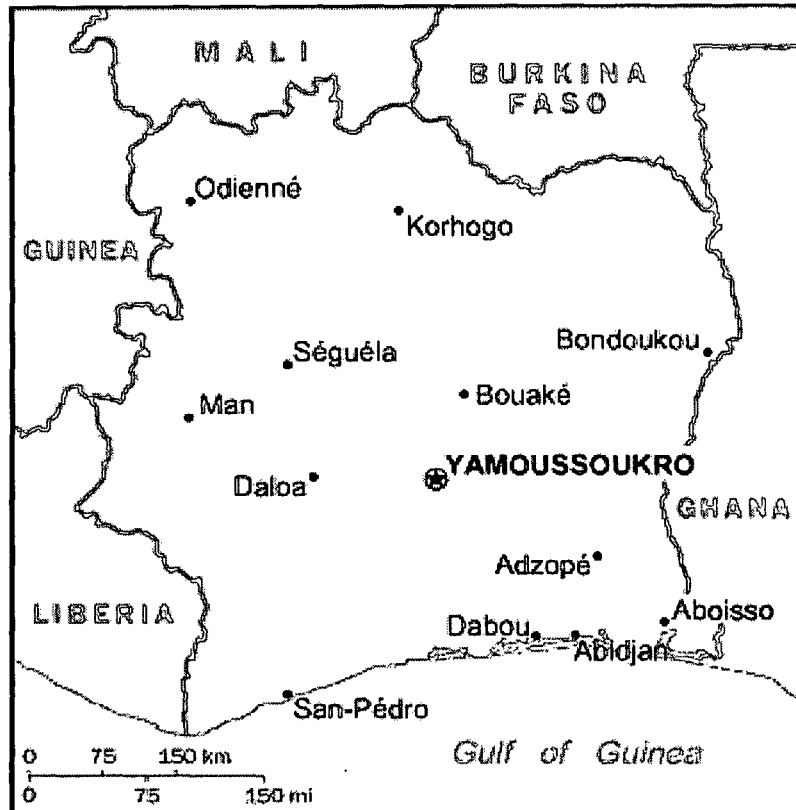 MALI
BURKINA
FASO
Odienné
Korhogo
GUINEA
Bondoukou
Séguéla
Bouaké
Man
YAMOUSSOUKRO
Daloa
GHANA
Adzopé
LIBERIA
Aboisso
Dabou
Abidjan
San-Pédro
Gulf of Guinea
0 75 150 km
0 75 150 mi